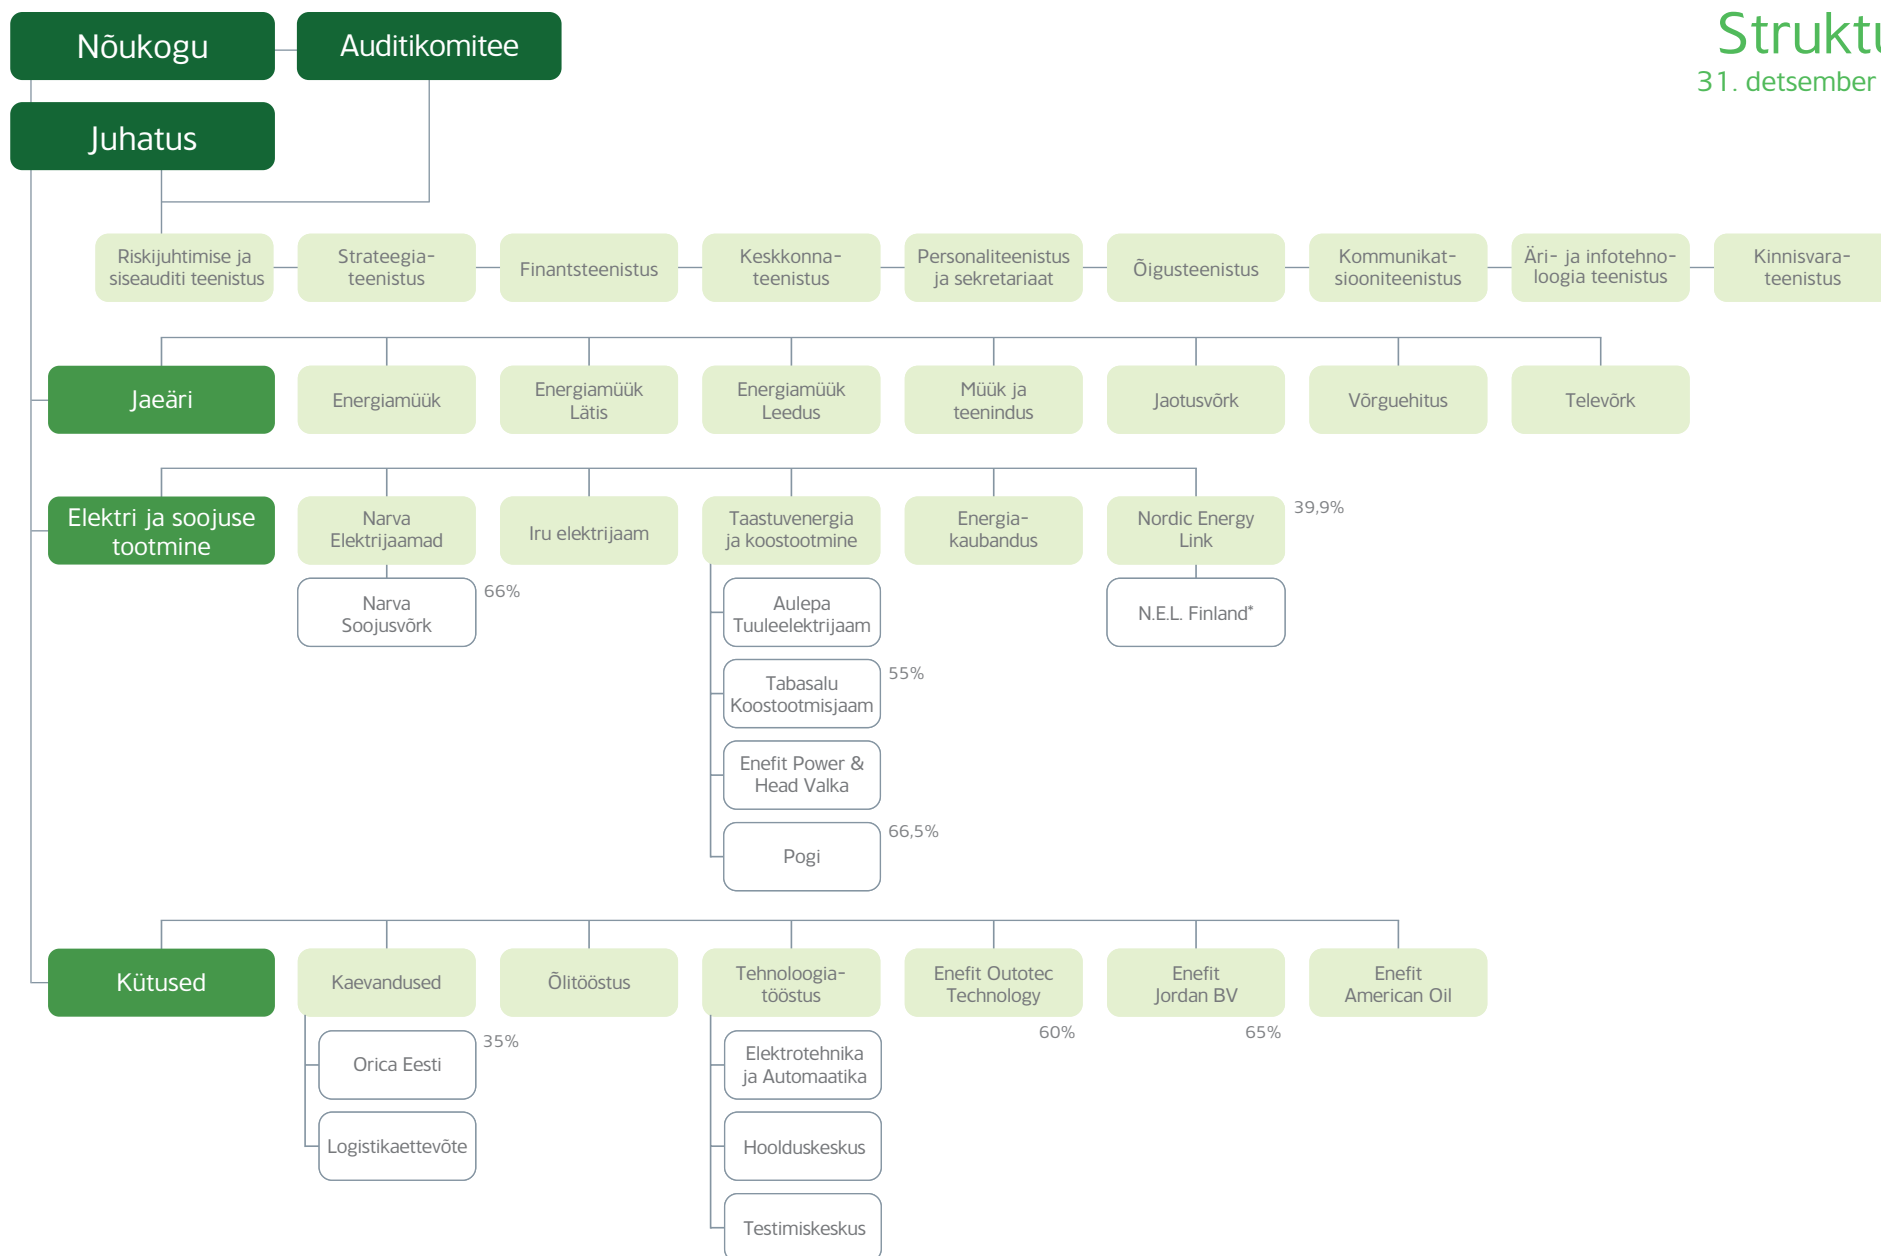 Struktu
31. detsember
Nõukogu
Auditikomitee
Juhatus
Riskijuhtimise ja
siseauditi teenistus
Strateegia-
teenistus
Finantsteenistus
Keskkonna-
teenistus
Personaliteenistus
ja sekretariaat
Õigusteenistus
Kommunikat-
siooniteenistus
Äri- ja infotehno-
loogia teenistus
Kinnisvara-
teenistus
Jaeäri
Energiamüük
Energiamüük
Lätis
Energiamüük
Leedus
Müük ja
teenindus
Jaotusvõrk
Võrguehitus
Televõrk
Elektri ja soojuse
tootmine
Narva
Elektrijaamad
Iru elektrijaam
Taastuvenergia
ja koostootmine
Energia-
kaubandus
Nordic Energy
Link
39,9%
Narva
Soojusvõrk
66%
Aulepa
Tuuleelektrijaam
N.E.L. Finland*
Tabasalu
Koostootmisjaam
55%
Enefit Power &
Head Valka
Pogi
66,5%
Kütused
Kaevandused
Õlitööstus
Tehnoloogia-
tööstus
Enefit Outotec
Technology
60%
Enefit
Jordan BV
65%
Enefit
American Oil
Orica Eesti
35%
Logistikaettevõte
Elektrotehnika
ja Automaatika
Hoolduskeskus
Testimiskeskus